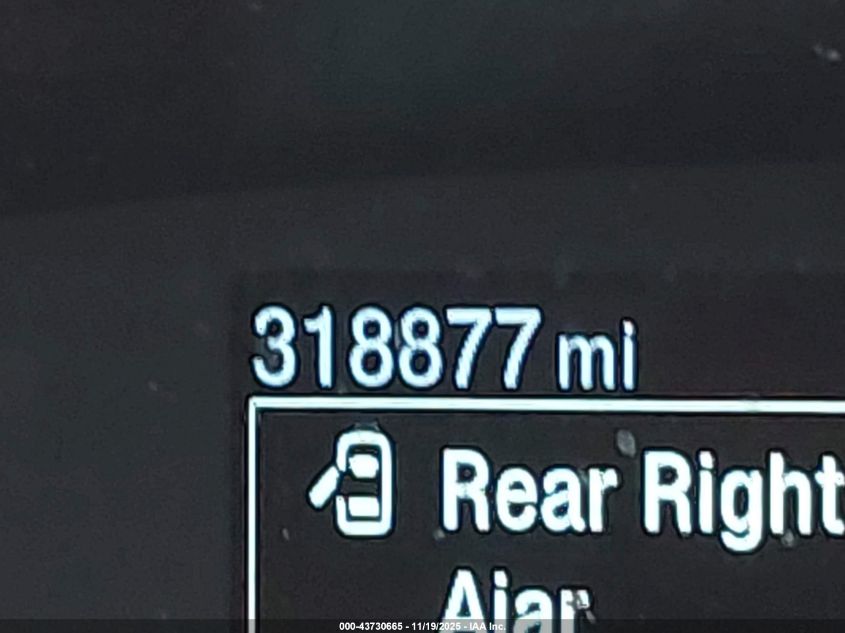 318877 mi
Rear Right
Ajar
000-43730665 - 11/19/2025 - IAA Inc.